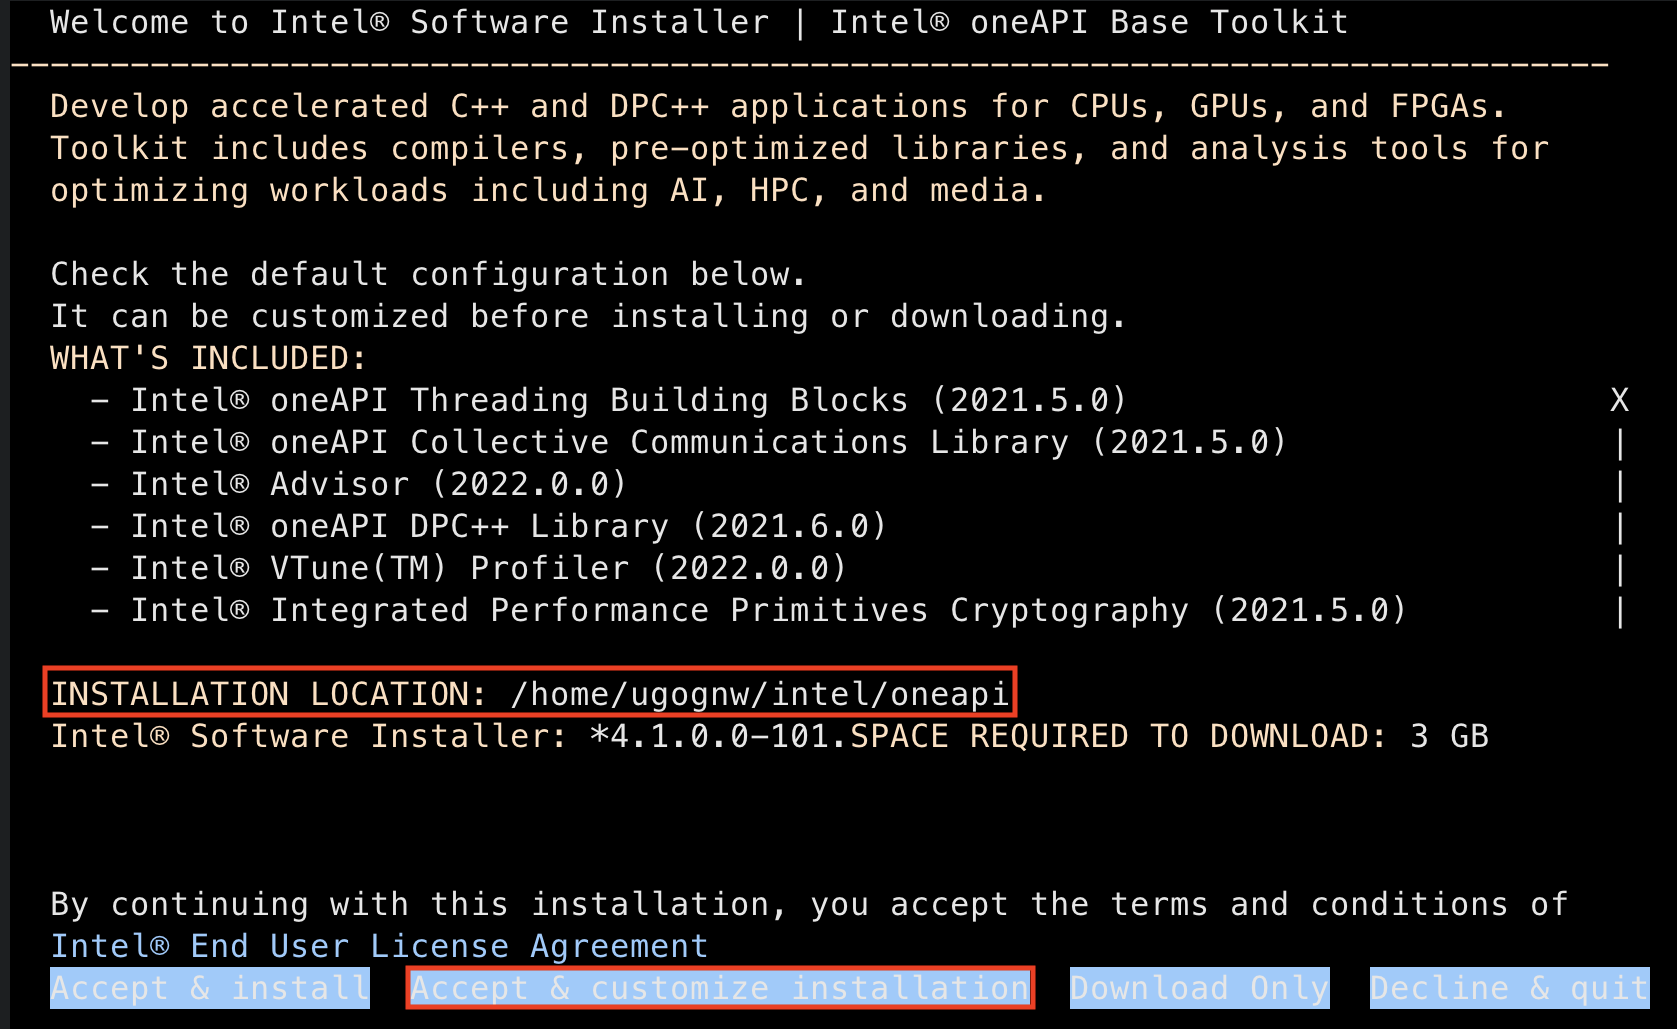 Welcome to Intel® Software Installer | Intel® oneAPI Base Toolkit
--------------------------------------------------------------------------------
Develop accelerated C++ and DPC++ applications for CPUs, GPUs, and FPGAs.
Toolkit includes compilers, pre-optimized libraries, and analysis tools for
optimizing workloads including AI, HPC, and media.
Check the default configuration below.
It can be customized before installing or downloading.
WHAT'S INCLUDED:
- Intel® oneAPI Threading Building Blocks (2021.5.0) X
- Intel® oneAPI Collective Communications Library (2021.5.0) |
- Intel® Advisor (2022.0.0) |
- Intel® oneAPI DPC++ Library (2021.6.0) |
- Intel® VTune(TM) Profiler (2022.0.0) |
- Intel® Integrated Performance Primitives Cryptography (2021.5.0) |
INSTALLATION LOCATION: /home/ugognw/intel/oneapi
Intel® Software Installer: *4.1.0.0-101.SPACE REQUIRED TO DOWNLOAD: 3 GB
By continuing with this installation, you accept the terms and conditions of
Intel® End User License Agreement
Accept & install Accept & customize installation Download Only Decline & quit